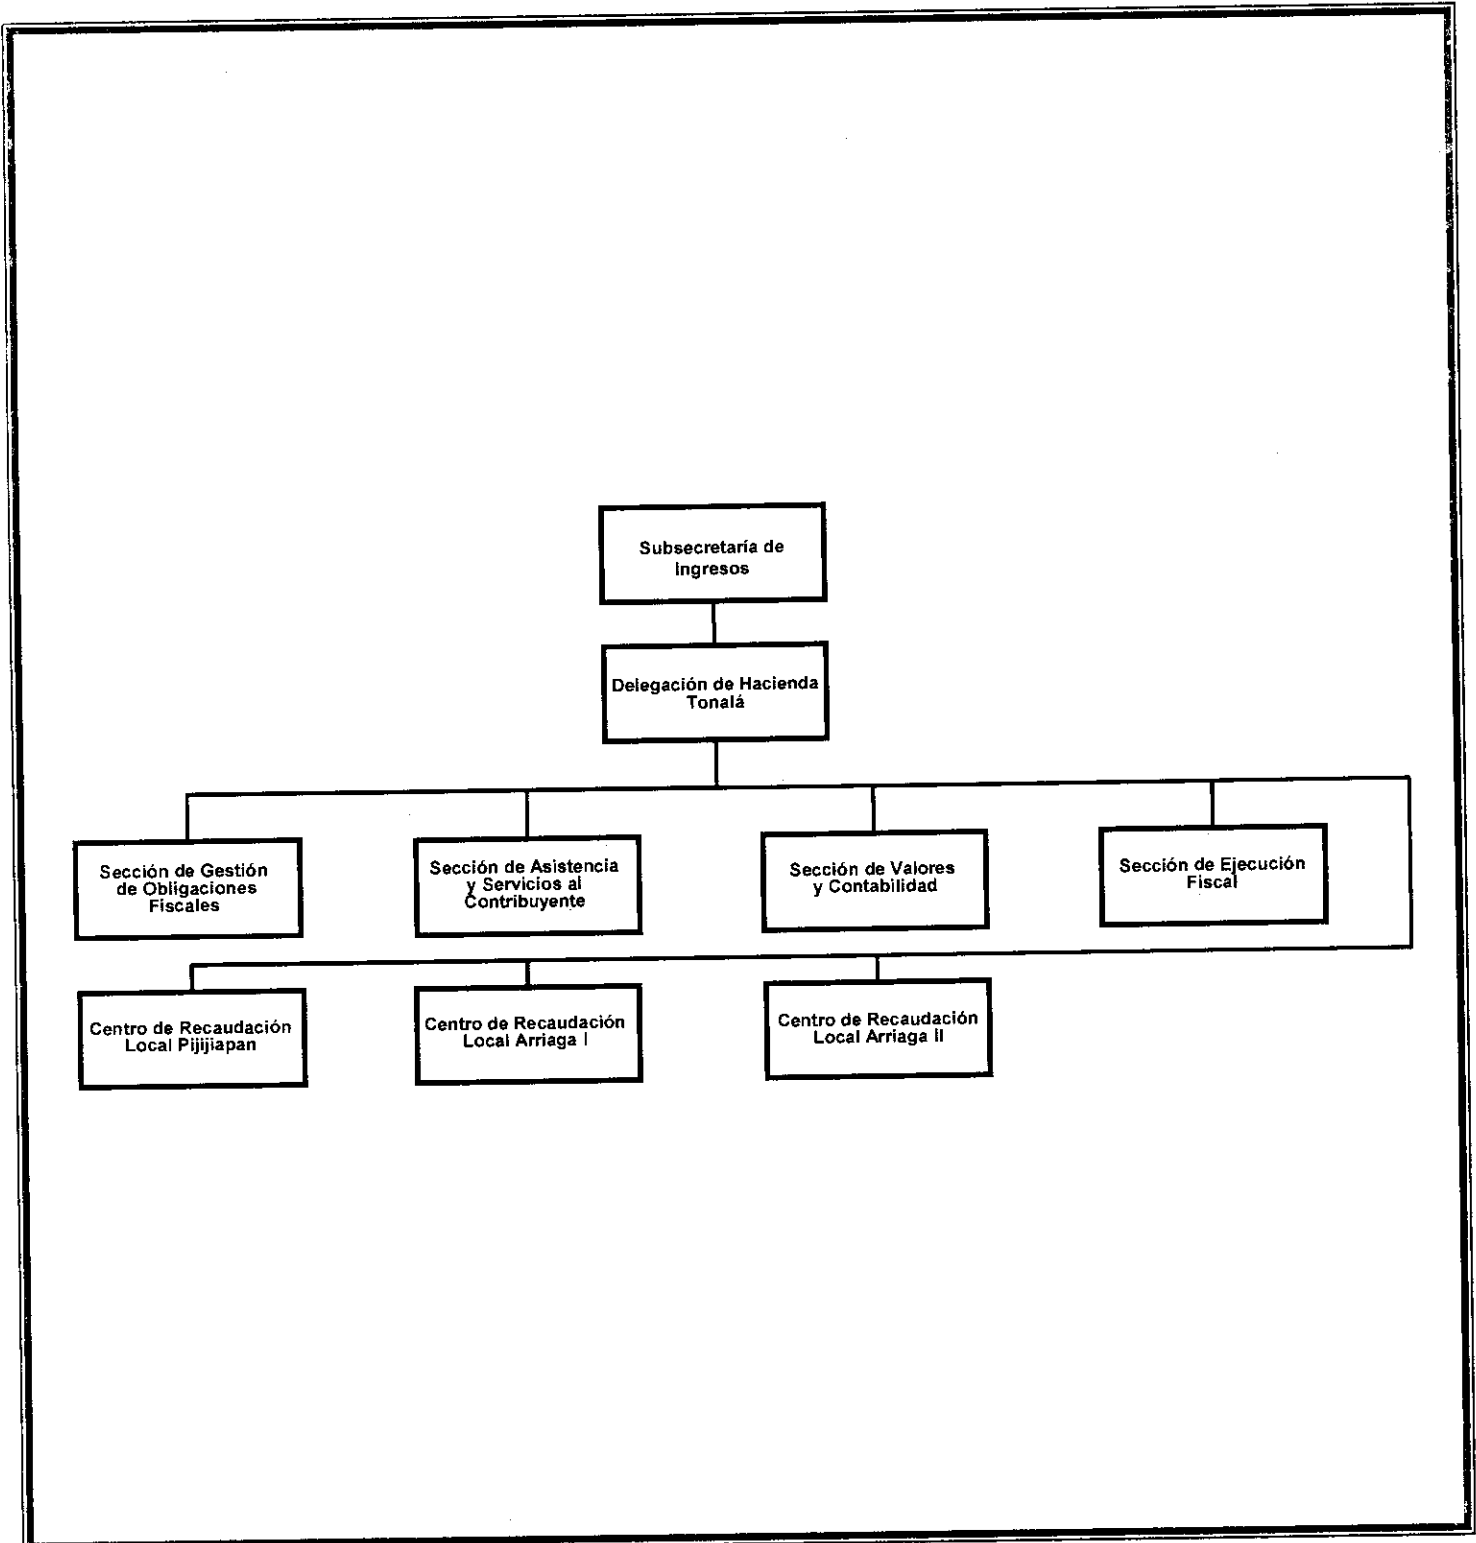 Subsecretaría de
Ingresos
Delegación de Hacienda
Tonalá
Sección de Gestión
de Obligaciones
Fiscales
Sección de Asistencia
y Servicios al
Contribuyente
Sección de Valores
y Contabilidad
Sección de Ejecución
Fiscal
Centro de Recaudación
Local Pijijiapan
Centro de Recaudación
Local Arriaga I
Centro de Recaudación
Local Arriaga II